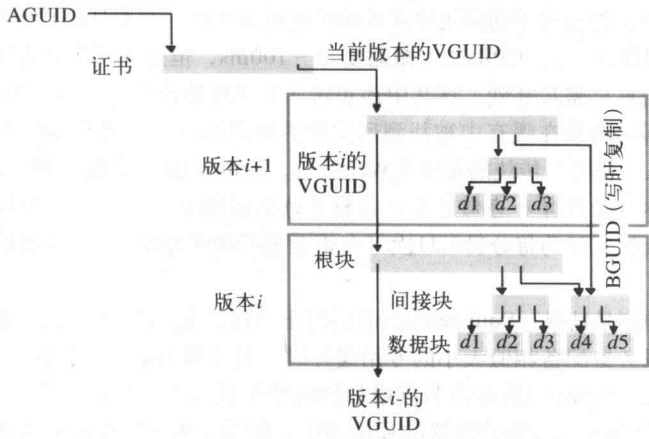 AGUID
当前版本的VGUID
证书
版本i+1
版本i的
VGUID
d1 d2 d3
BGUID（写时复制）
根块
版本i
间接块
数据块
d1 d2 d3 d4 d5
版本i-的
VGUID